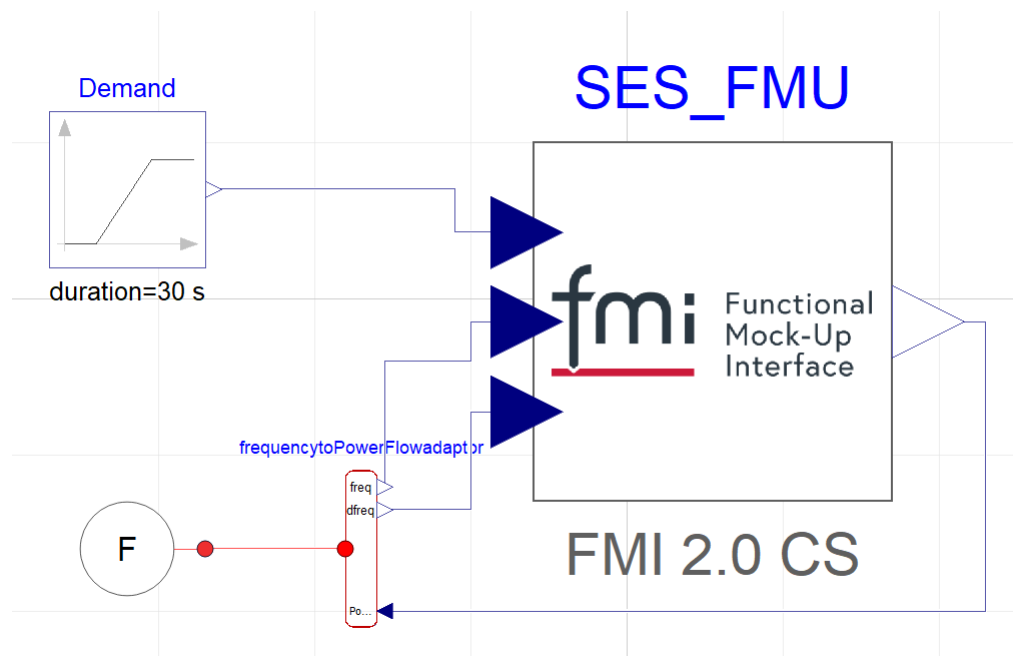 Demand
SES_FMU
duration=30 s
fmi
Functional
Mock-Up
Interface
frequencytoPowerFlowadaptor
freq
dfreq
F
FMI 2.0 CS
Po...